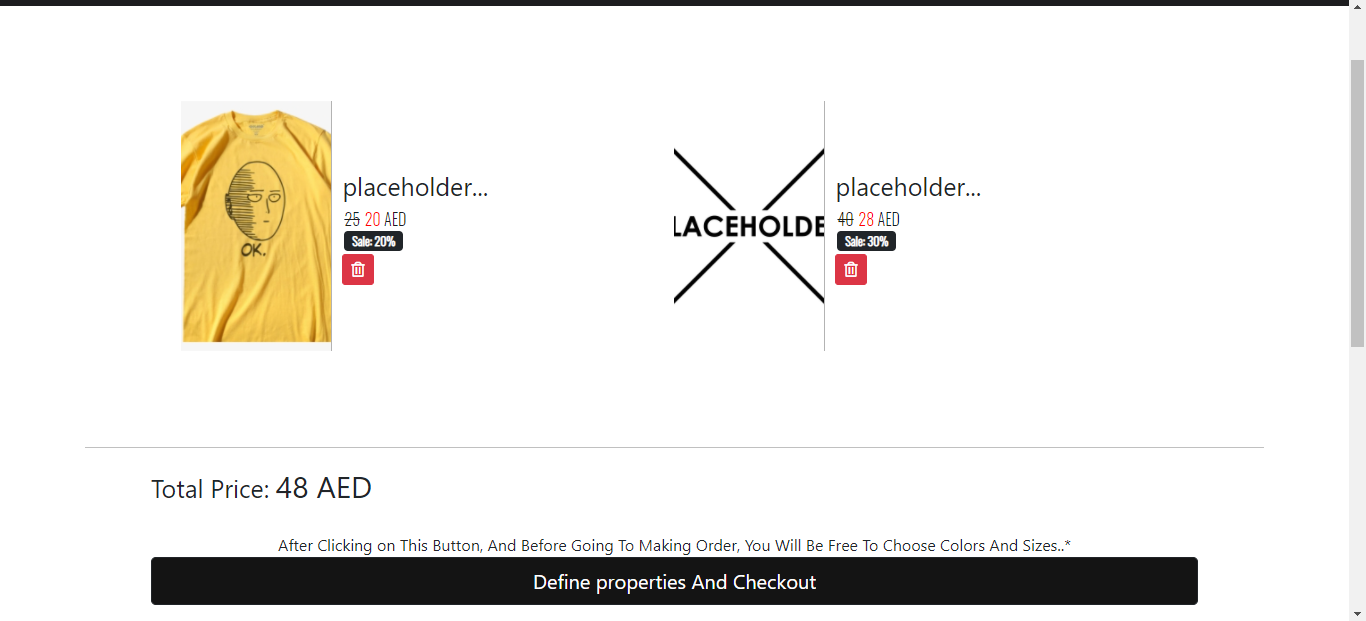 OK.
placeholder...
25 20 AED
Sale: 20%
LACEHOLDE
placeholder...
40 28 AED
Sale: 30%
Total Price: 48 AED
After Clicking on This Button, And Before Going To Making Order, You Will Be Free To Choose Colors And Sizes..*
Define properties And Checkout